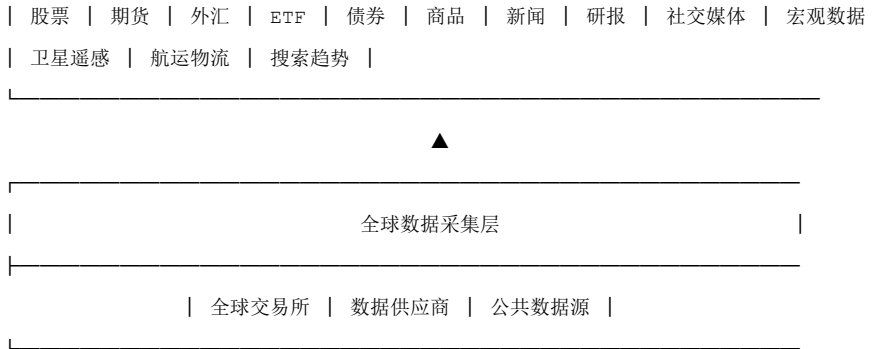 | 股票 | 期货 | 外汇 | ETF | 债券 | 商品 | 新闻 | 研报 | 社交媒体 | 宏观数据
| 卫星遥感 | 航运物流 | 搜索趋势 |
▲
| 全球数据采集层 |
| 全球交易所 | 数据供应商 | 公共数据源 |